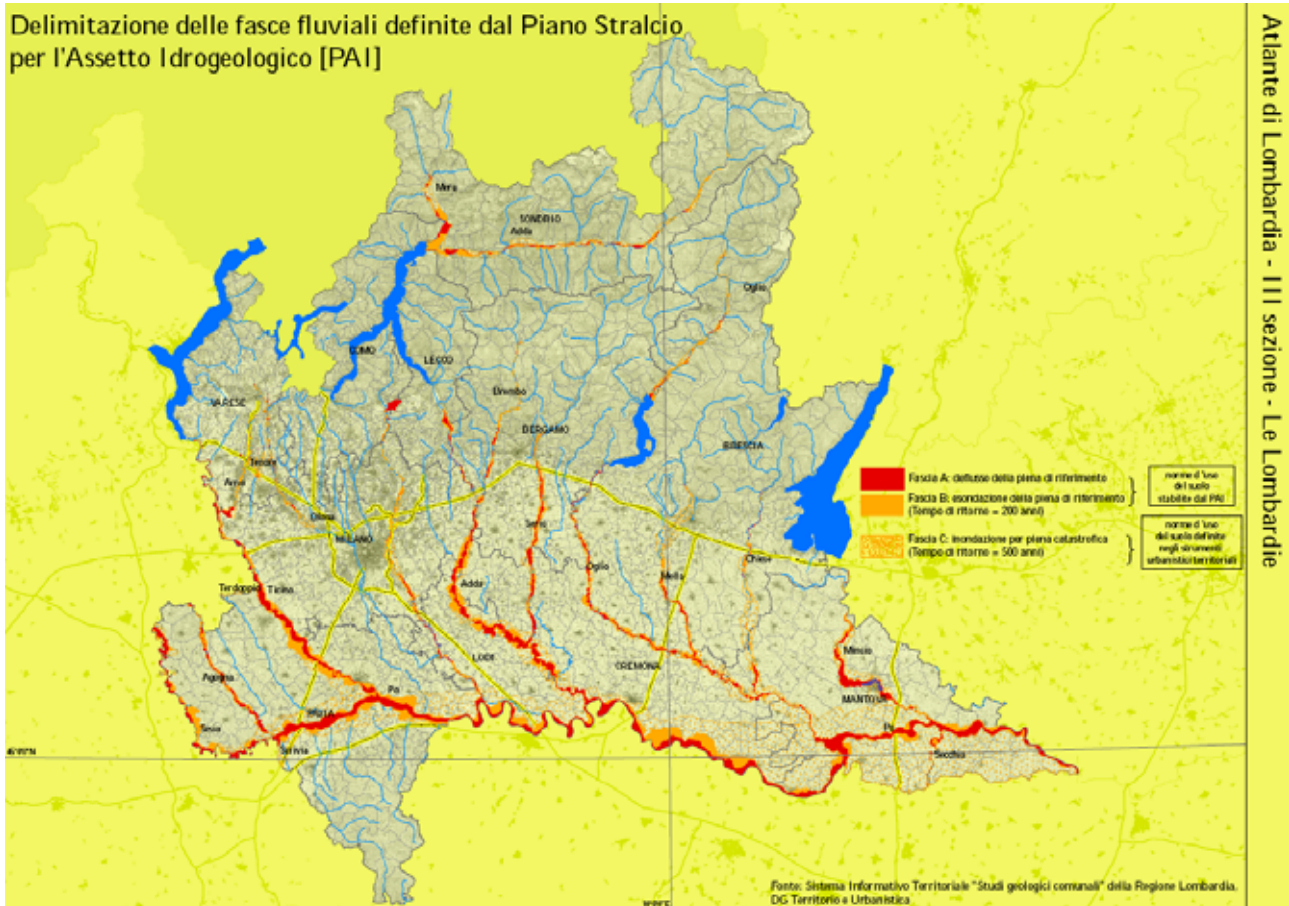 Delimitazione delle fasce fluviali definite dal Piano Stralcio
per l'Assetto Idrogeologico [PAI]
Atlante di Lombardia - III sezione - Le Lombardie
Mera
SONDRIO
Adda
Oglio
COMO
LECCO
VARESE
Brembo
BERGAMO
BRESCIA
Tenore
Arno
Olona
MILANO
Serio
Oglio
Mella
Chiese
Adda
Terdoppio
Ticino
LODI
CREMONA
Mincio
MANTOVA
Agogna
Sesia
PAVIA
Po
Scrivia
Po
Secchia
Fascia A: deflusso della piena di riferimento
Fascia B: esondazione della piena di riferimento
(Tempo di ritorno = 200 anni)
norme d'uso
del suolo
stabilite dal PAI
Fascia C: inondazione per piena catastrofica
(Tempo di ritorno = 500 anni)
norme d'uso
del suolo definite
negli strumenti
urbanistici territoriali
Fonte: Sistema Informativo Territoriale "Studi geologici comunali" della Regione Lombardia,
DG Territorio e Urbanistica